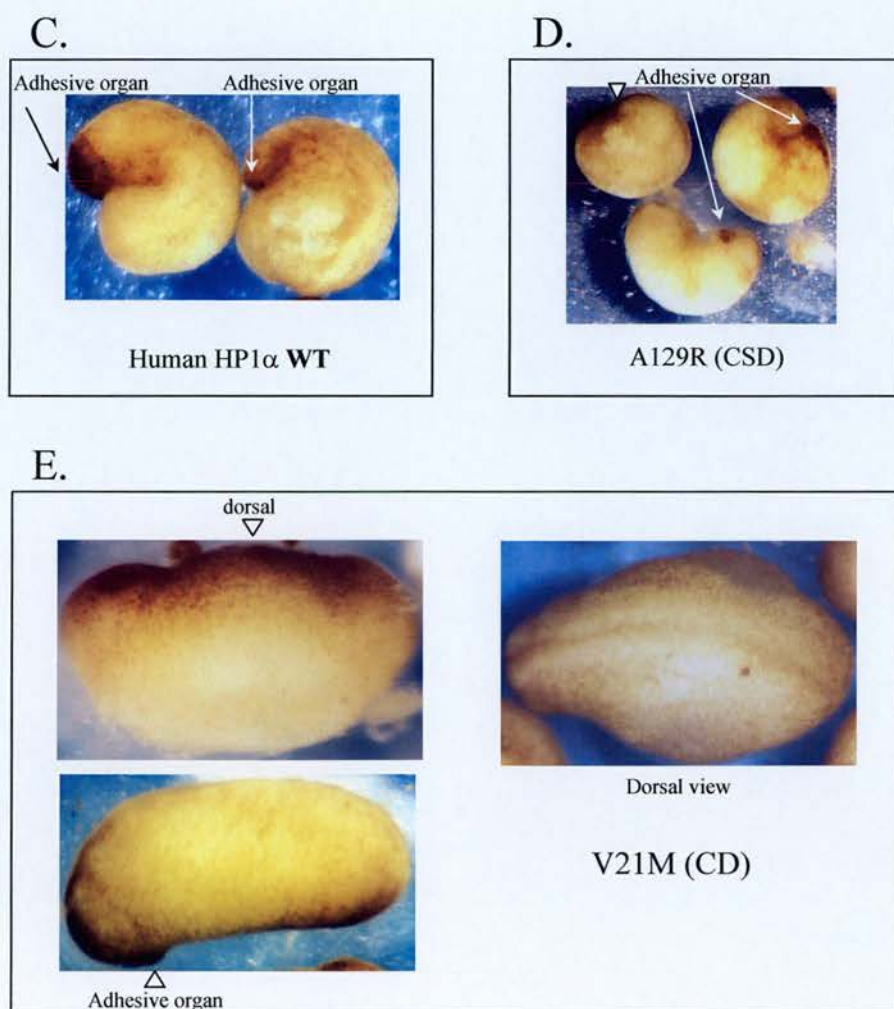 C.
Adhesive organ Adhesive organ
Human HP1α WT
D.
Adhesive organ
A129R (CSD)
E.
dorsal
Dorsal view
V21M (CD)
Adhesive organ